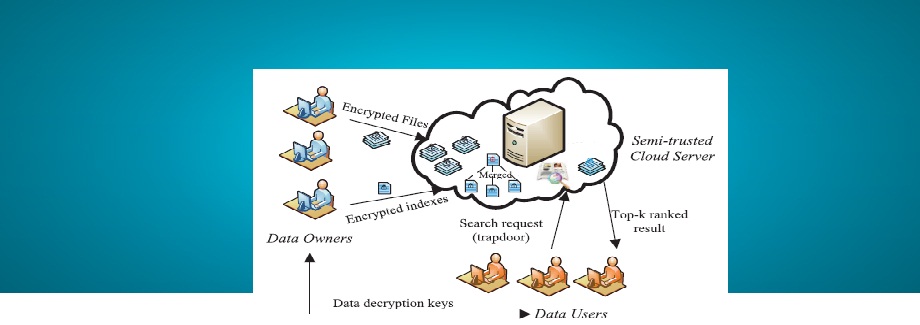 Encrypted Files
Merged
Semi-trusted
Cloud Server
Encrypted indexes
Search request
(trapdoor)
Top-k ranked
result
Data Owners
Data decryption keys
Data Users